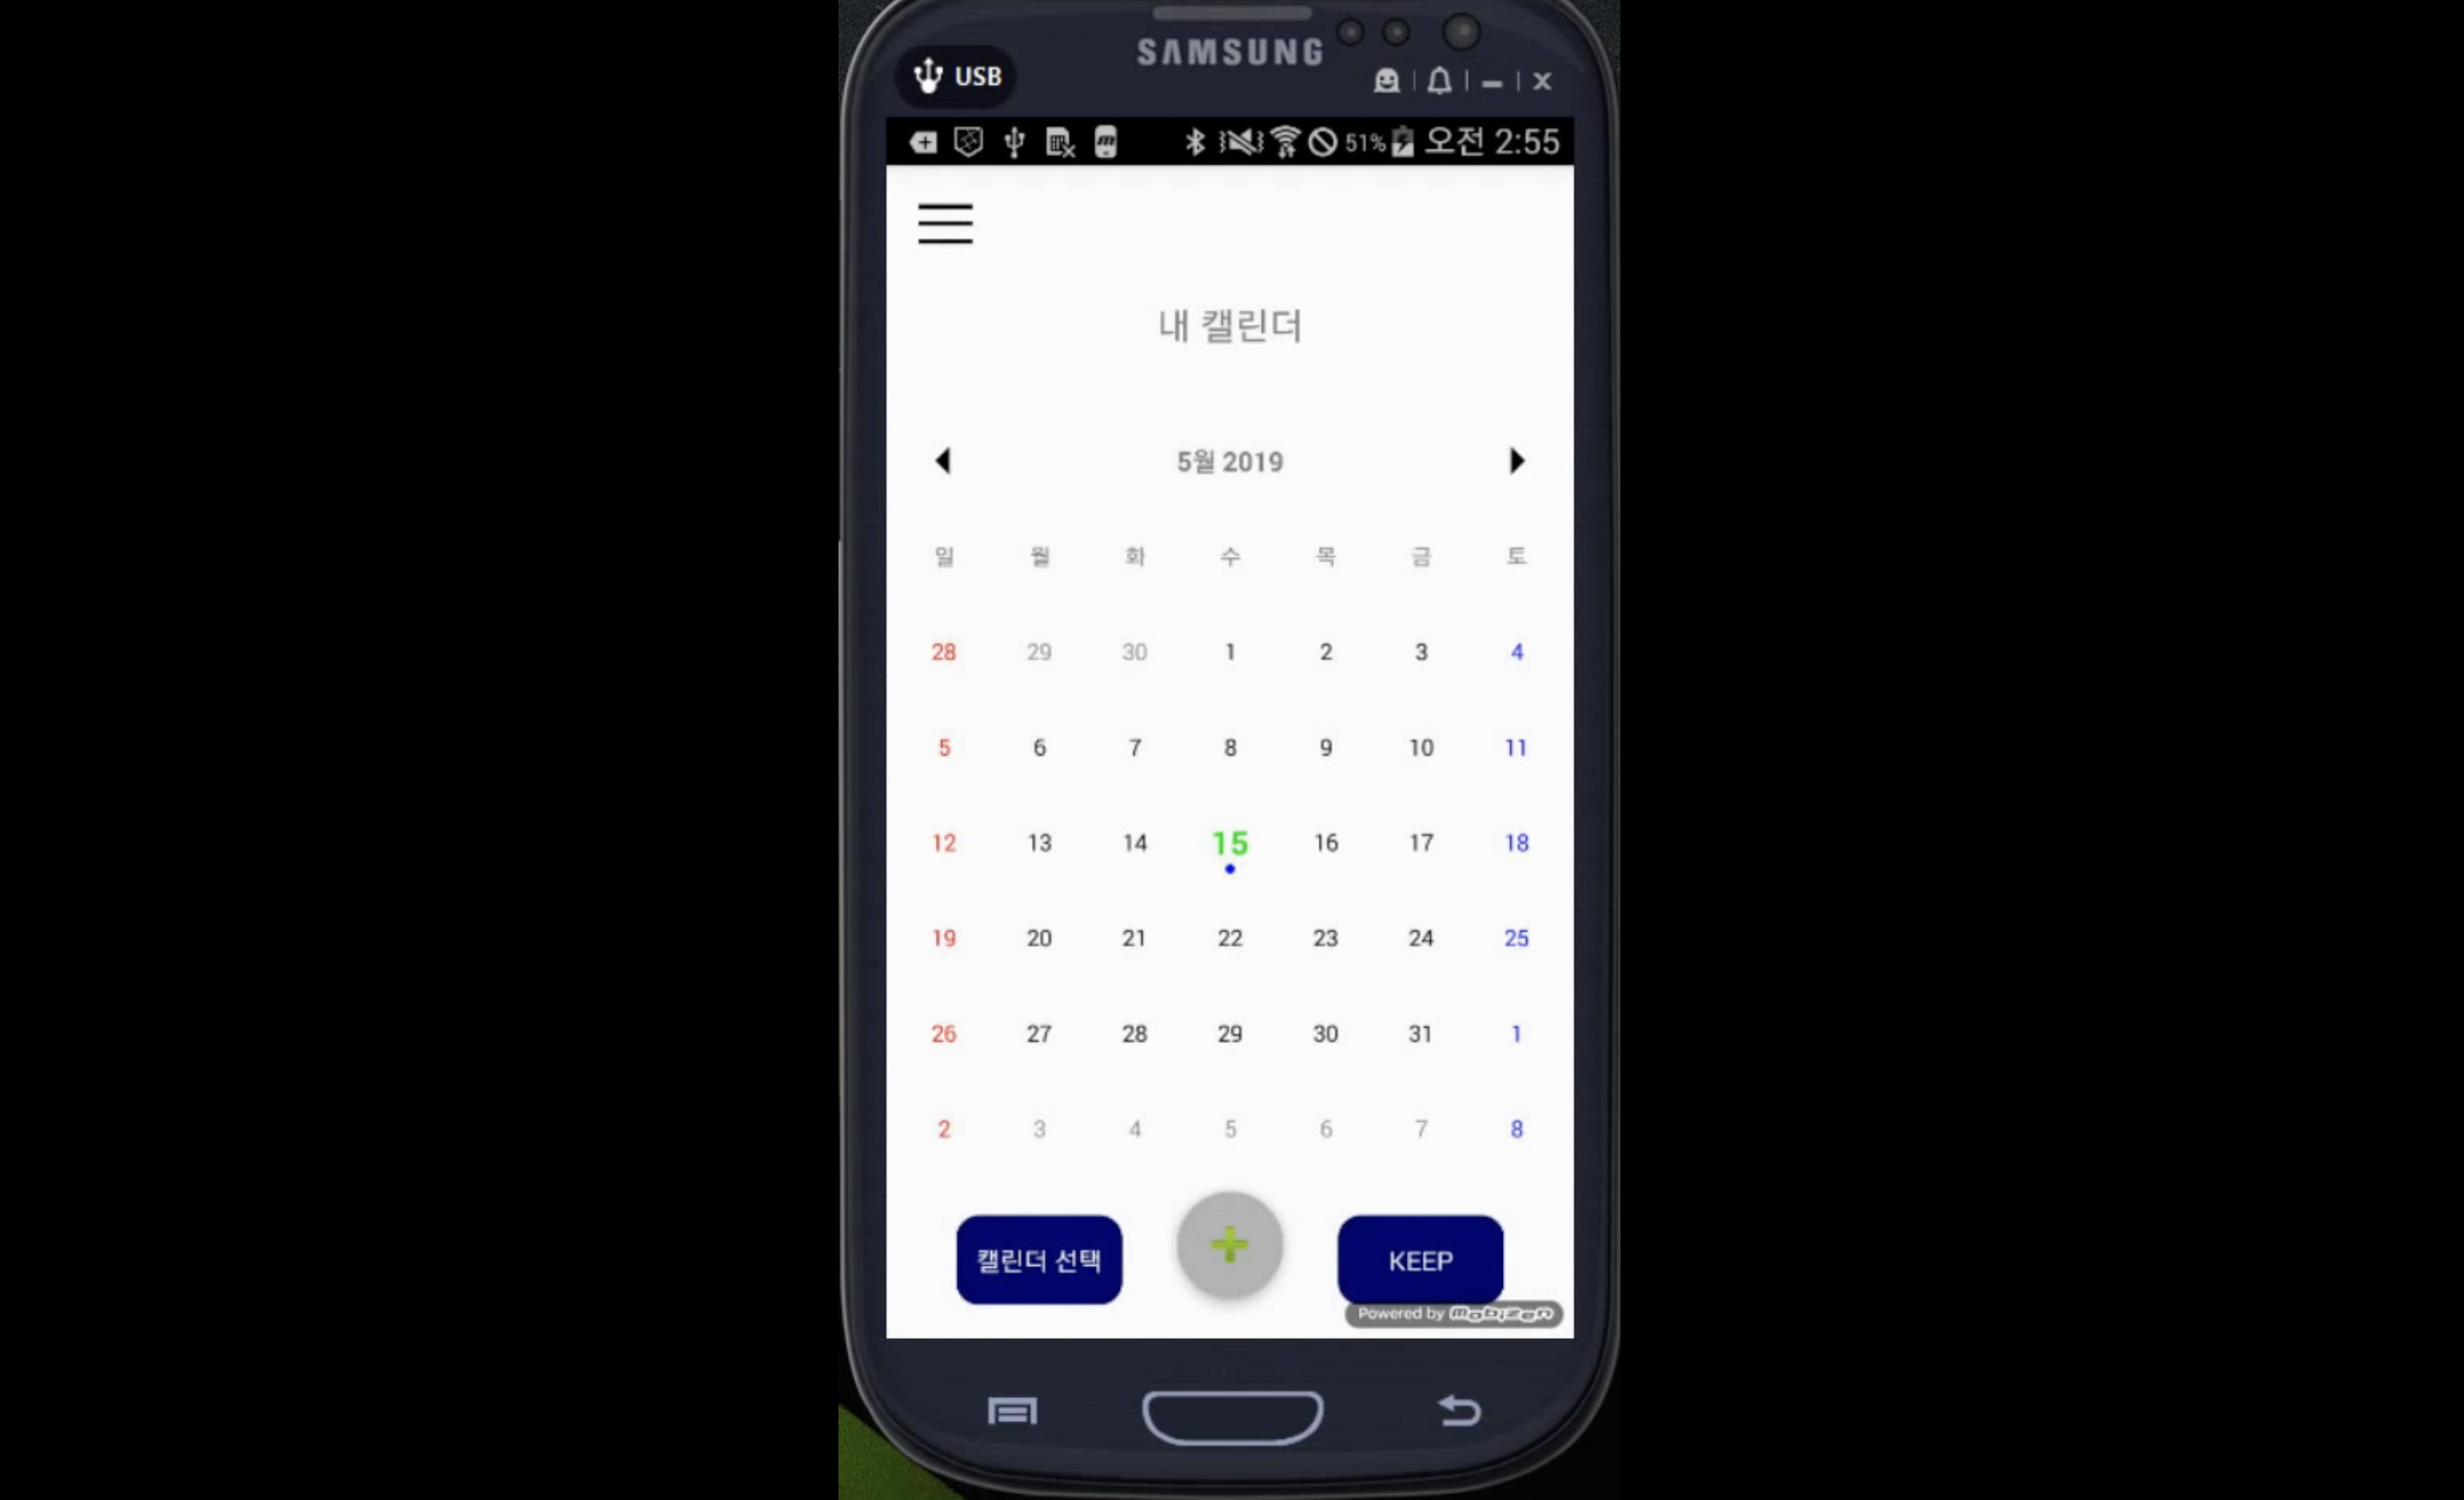 SAMSUNG
USB
51% 오전 2:55
내 캘린더
5월 2019
일 월 화 수 목 금 토
28 29 30 1 2 3 4
5 6 7 8 9 10 11
12 13 14 15 16 17 18
19 20 21 22 23 24 25
26 27 28 29 30 31 1
2 3 4 5 6 7 8
캘린더 선택 KEEP
Powered by mobizen